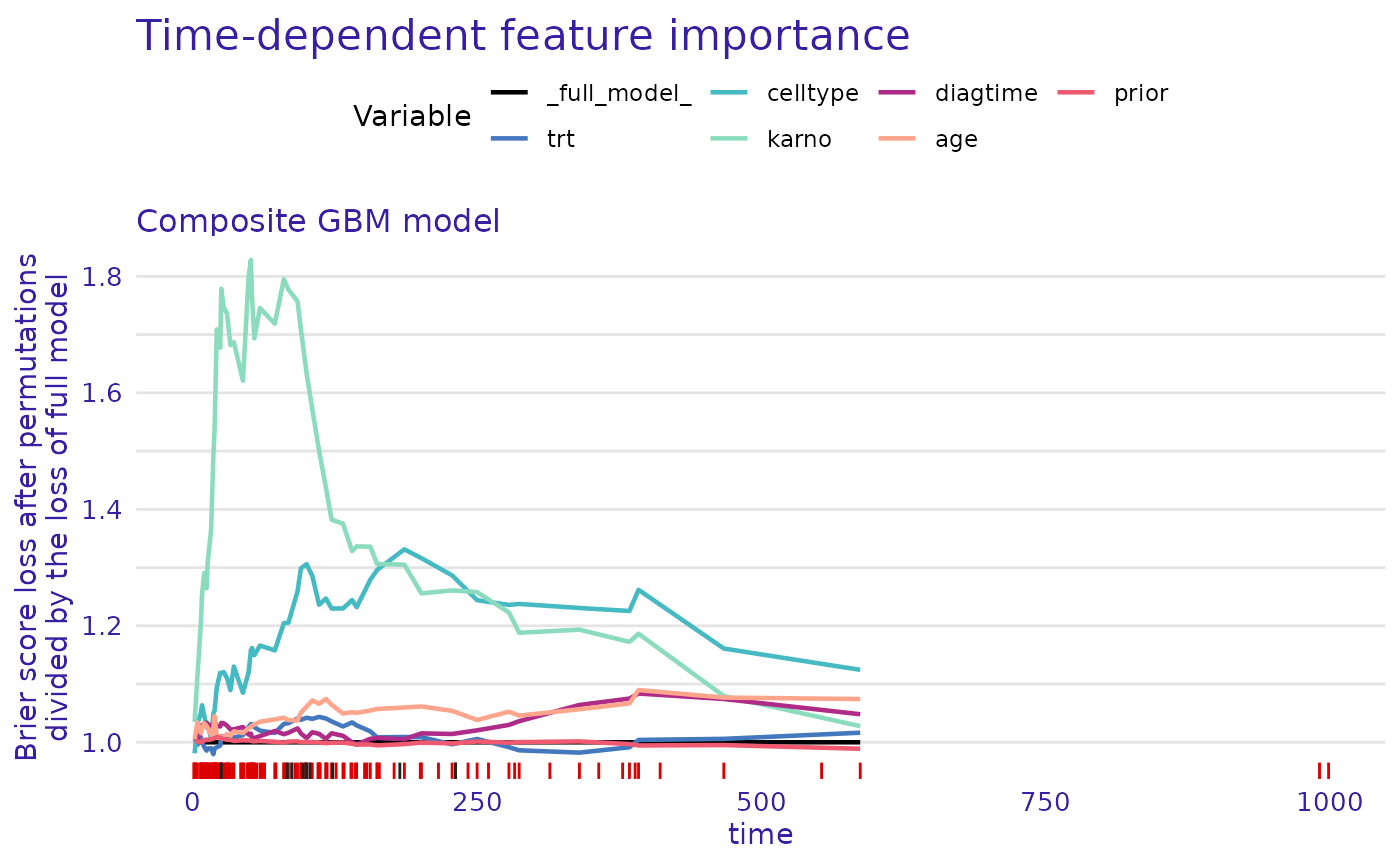 Time-dependent feature importance
Variable
_full_model_ celltype diagtime prior
trt karno age
Composite GBM model
Brier score loss after permutations
divided by the loss of full model
1.8
1.6
1.4
1.2
1.0
0 250 500 750 1000
time